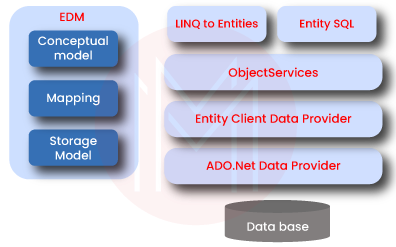 EDM
Conceptual
model
Mapping
Storage
Model
LINQ to Entities
Entity SQL
ObjectServices
Entity Client Data Provider
ADO.Net Data Provider
Data base